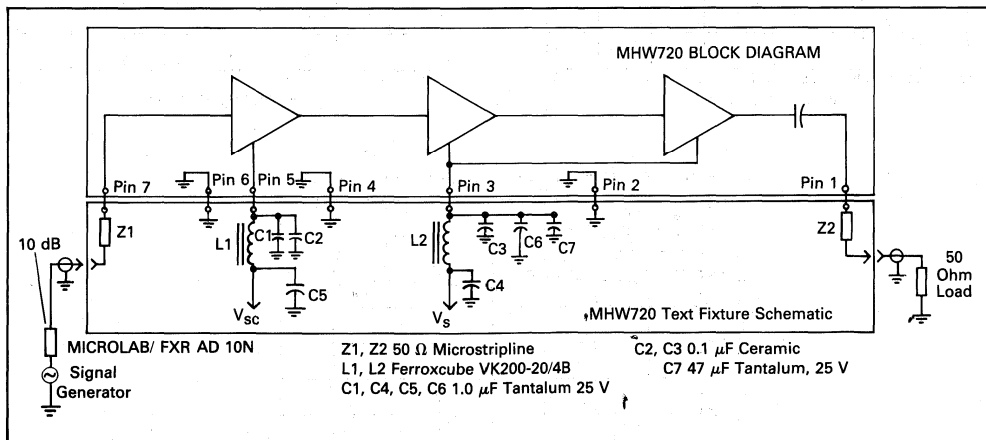 MHW720 BLOCK DIAGRAM
Pin 7
Pin 6
Pin 5
Pin 4
Pin 3
Pin 2
Pin 1
10 dB
Z1
L1
C1
C2
C5
VSC
L2
C3
C6
C7
C4
VS
Z2
50
Ohm
Load
MHW720 Text Fixture Schematic
MICROLAB/ FXR AD 10N
Signal
Generator
Z1, Z2 50 Ω Microstripline
L1, L2 Ferroxcube VK200-20/4B
C1, C4, C5, C6 1.0 μF Tantalum 25 V
C2, C3 0.1 μF Ceramic
C7 47 μF Tantalum, 25 V